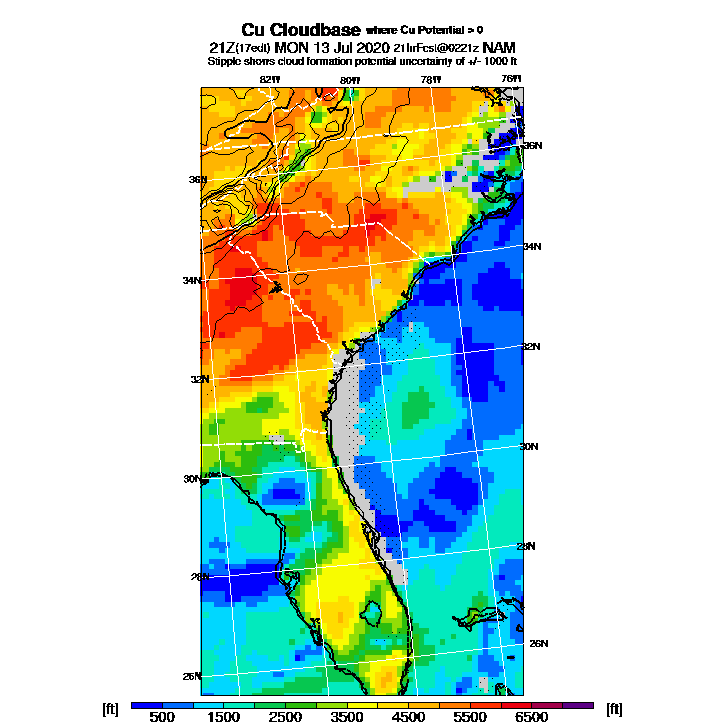 Cu Cloudbase where Cu Potential > 0
21Z(17edt) MON 13 Jul 2020 21hrFcst@0221z NAM
Stipple shows cloud formation potential uncertainty of +/- 1000 ft
82W 80W 78W 76W
36N
36N
34N
34N
32N
32N
30N
30N
28N
28N
26N
26N
[ft] 500 1500 2500 3500 4500 5500 6500 [ft]